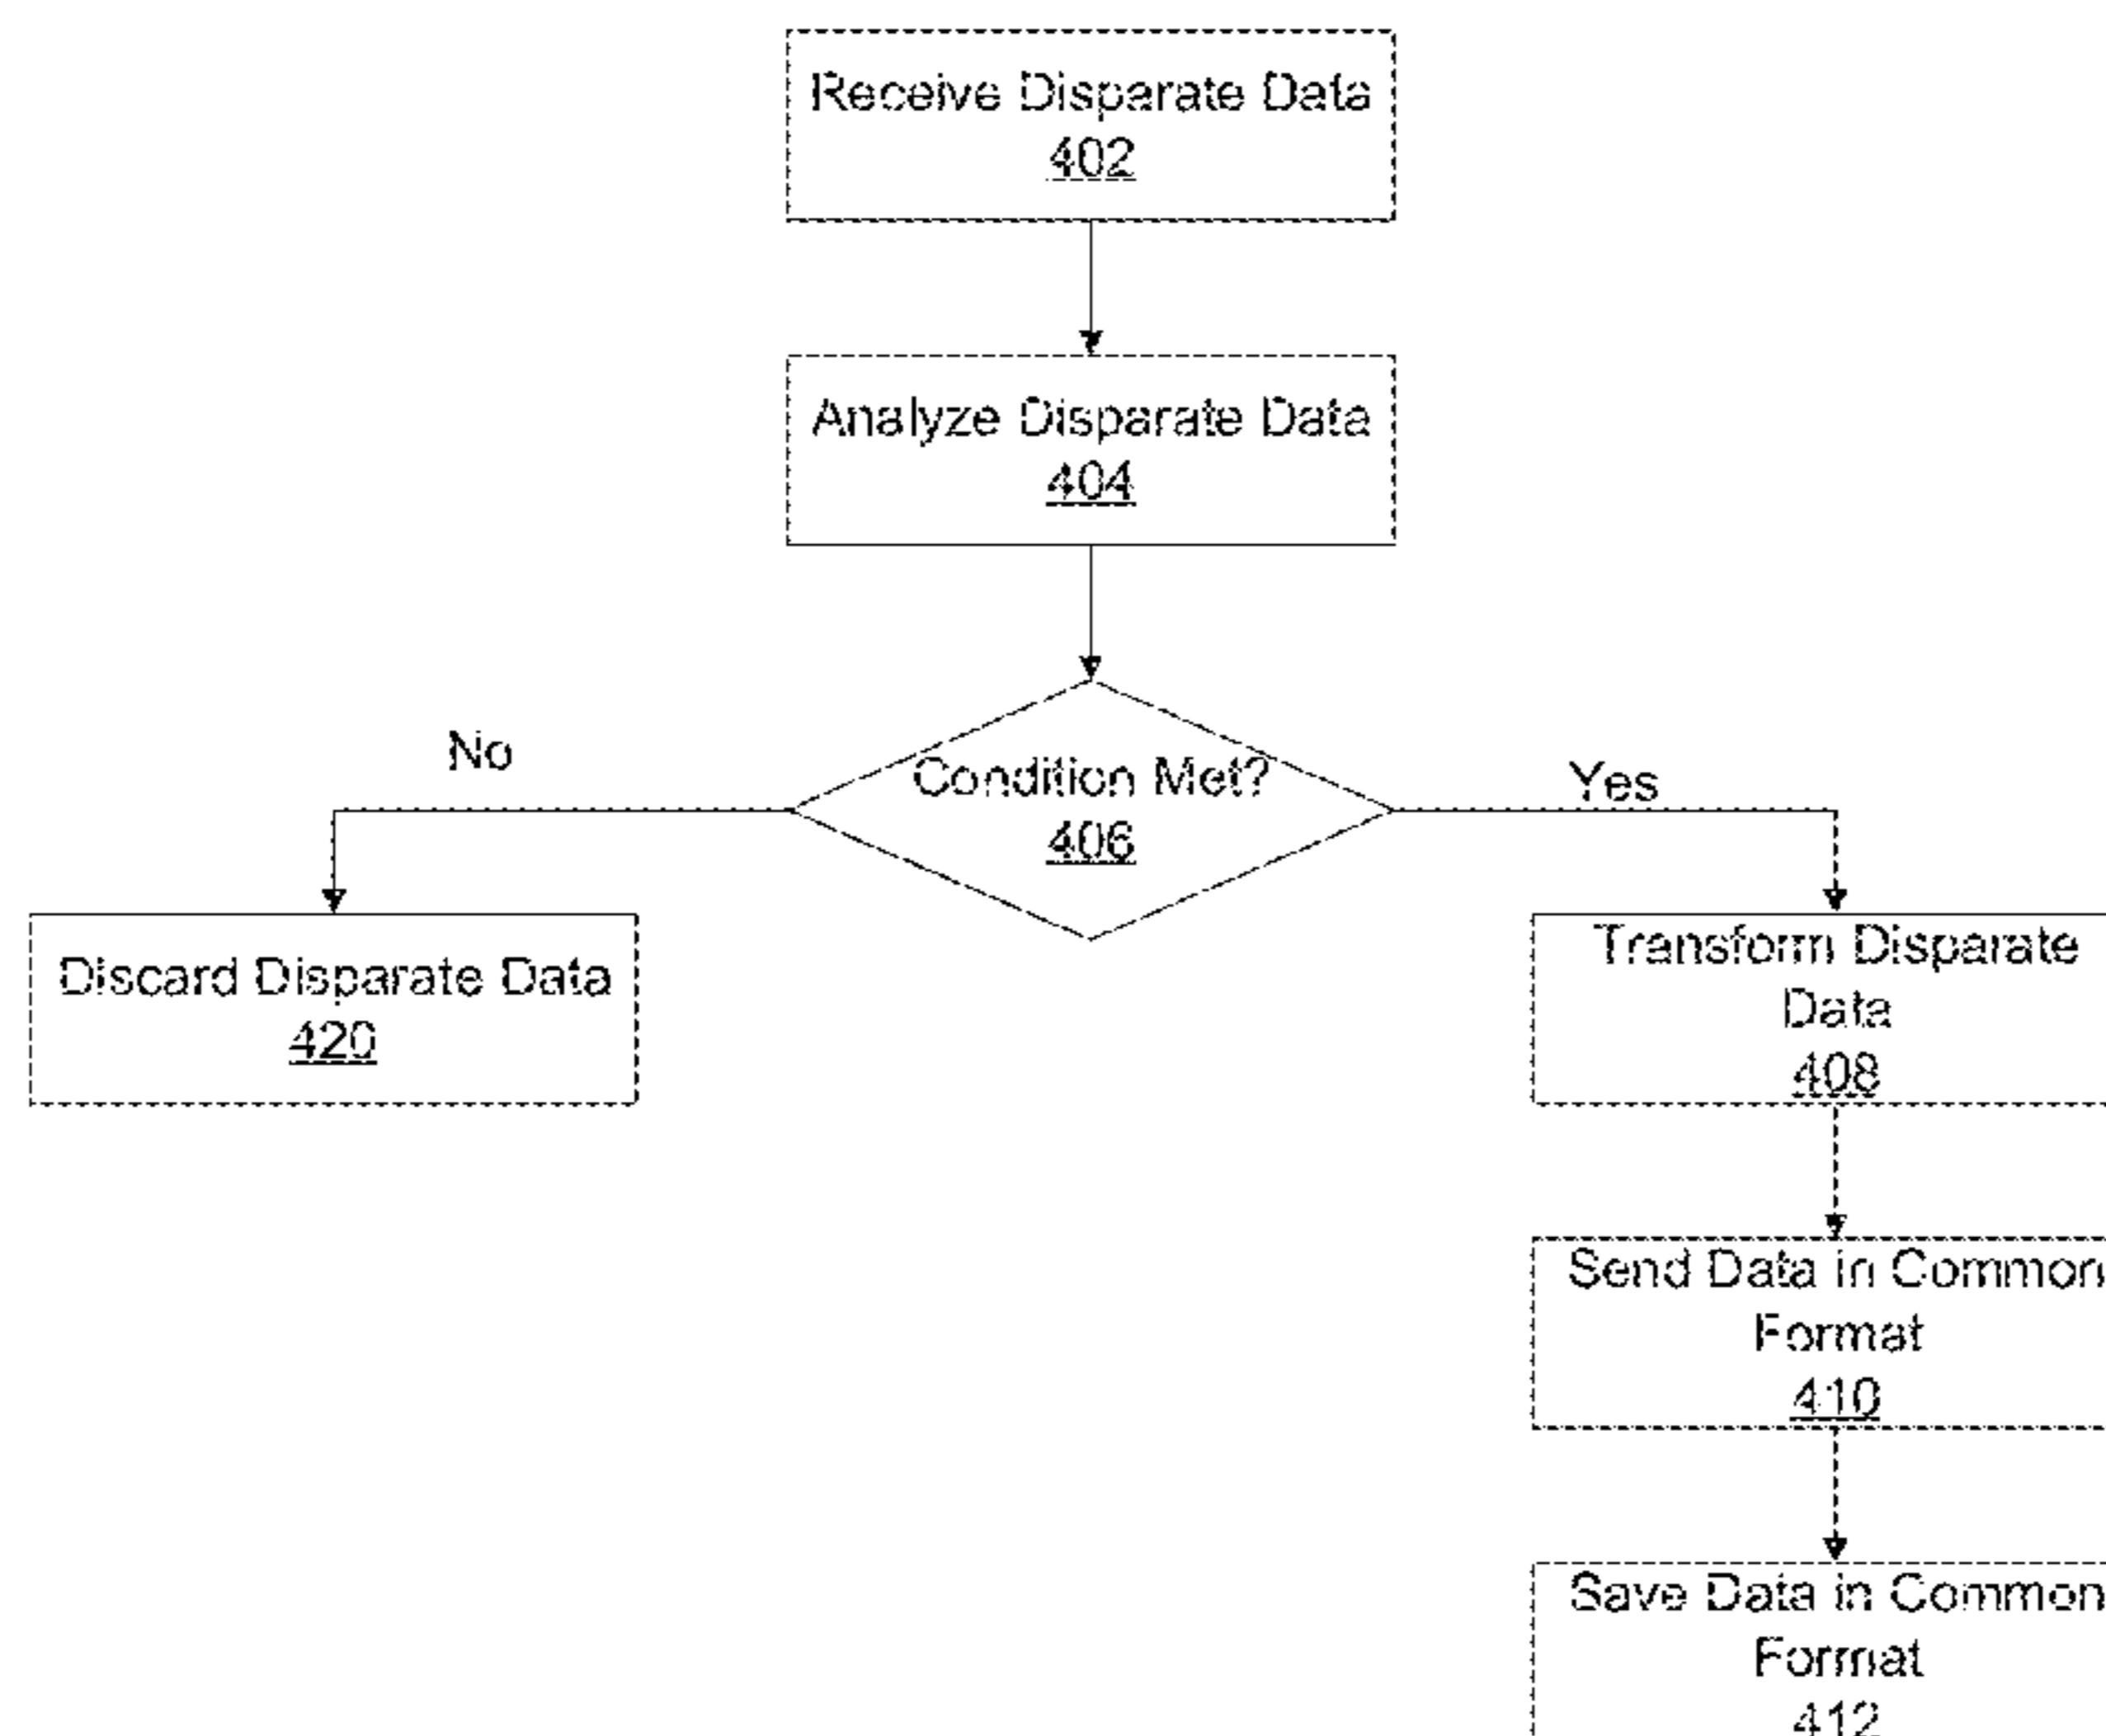 Receive Disparate Data
402
Analyze Disparate Data
404
No
Condition Met?
406
Yes
Discard Disparate Data
420
Transform Disparate
Data
408
Send Data in Common
Format
410
Save Data in Common
Format
412